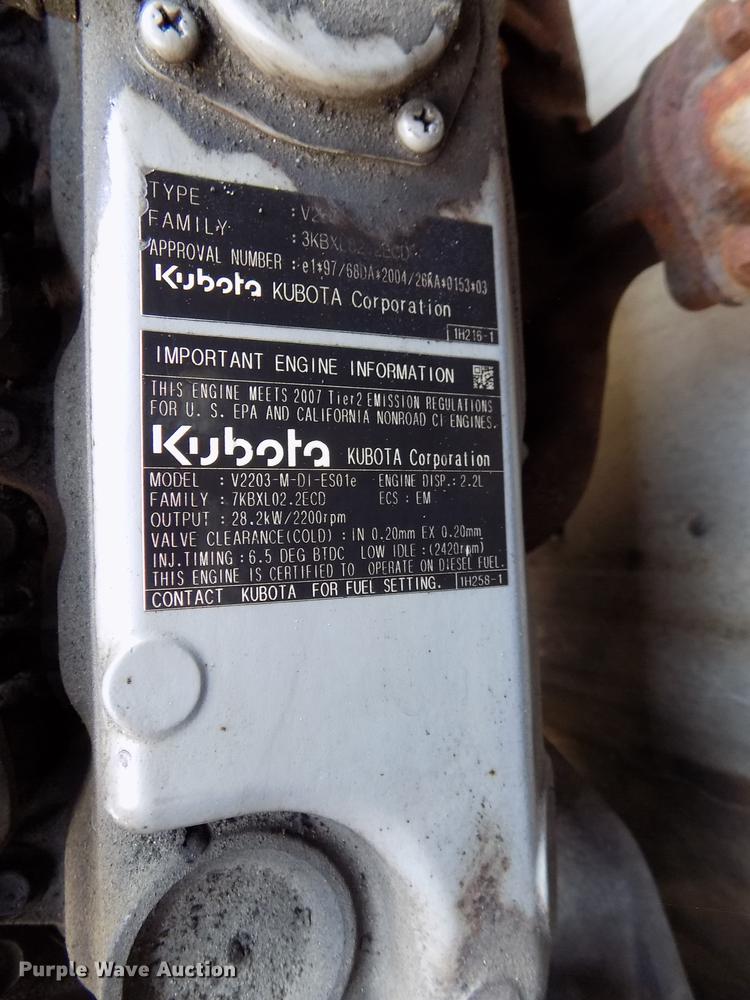 TYPE :
FAMILY : 3KBXL02.2ECD
APPROVAL NUMBER : e1*97/68DA*2004/26KA*0153*03
Kubota KUBOTA Corporation
1H216-1
IMPORTANT ENGINE INFORMATION
THIS ENGINE MEETS 2007 Tier2 EMISSION REGULATIONS
FOR U. S. EPA AND CALIFORNIA NONROAD CI ENGINES.
Kubota KUBOTA Corporation
MODEL : V2203-M-DI-ES01e ENGINE DISP.: 2.2L
FAMILY : 7KBXL02.2ECD ECS : EM
OUTPUT : 28.2kW/2200rpm
VALVE CLEARANCE(COLD) : IN 0.20mm EX 0.20mm
INJ.TIMING : 6.5 DEG BTDC LOW IDLE : (2420rpm)
THIS ENGINE IS CERTIFIED TO OPERATE ON DIESEL FUEL.
CONTACT KUBOTA FOR FUEL SETTING. 1H258-1
Purple Wave Auction